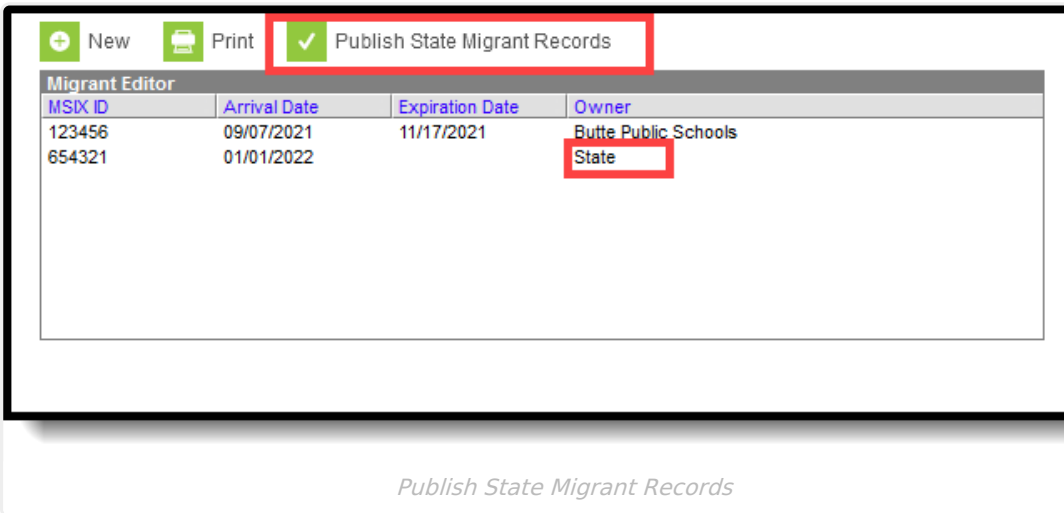 New Print Publish State Migrant Records
Migrant Editor
MSIX ID Arrival Date Expiration Date Owner
123456 09/07/2021 11/17/2021 Butte Public Schools
654321 01/01/2022 State
Publish State Migrant Records